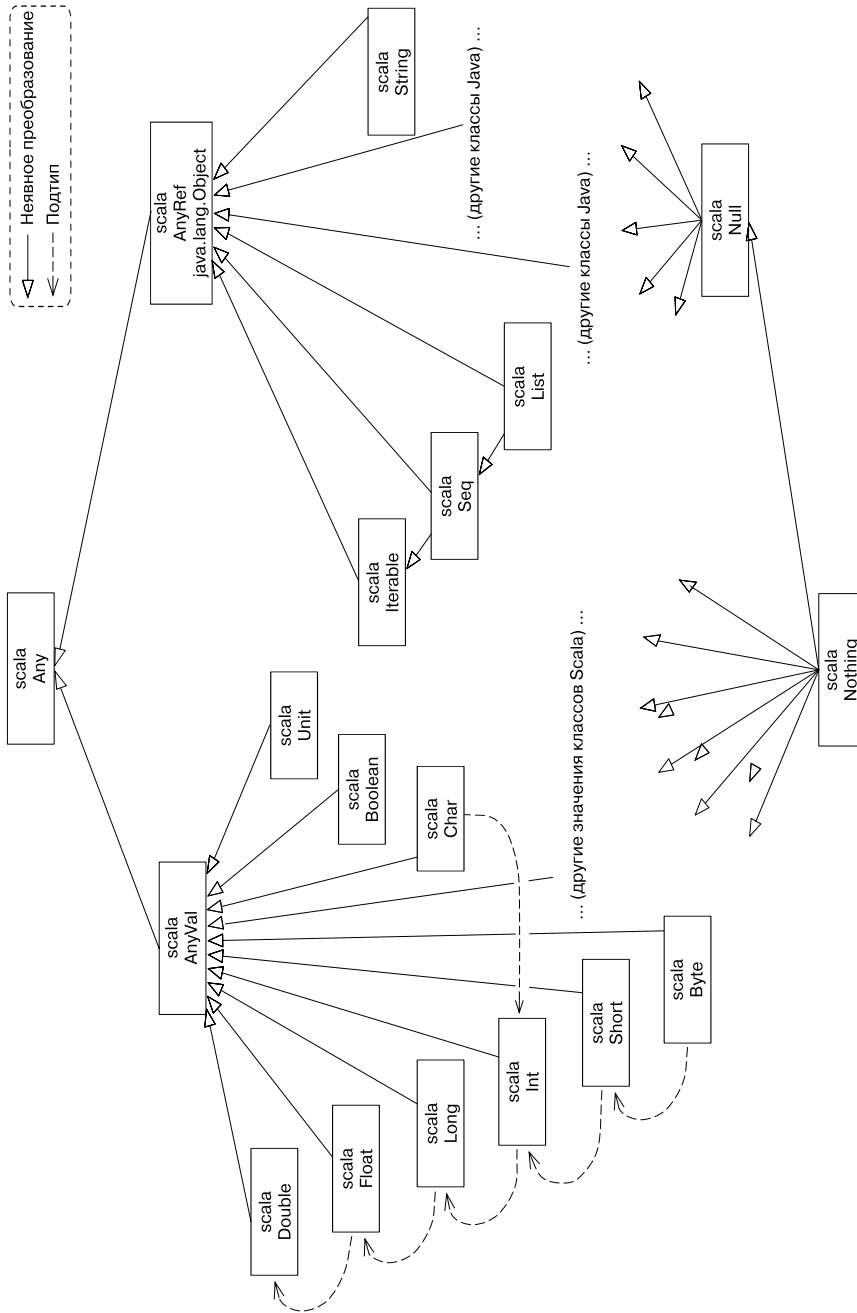 Неявное преобразование
Подтип
scala
Any
scala
AnyRef
java.lang.Object
scala
String
... (другие классы Java) ...
... (другие классы Java) ...
scala
Iterable
scala
Seq
scala
List
scala
AnyVal
scala
Unit
scala
Boolean
scala
Char
... (другие значения классов Scala) ...
scala
Double
scala
Float
scala
Long
scala
Int
scala
Short
scala
Byte
scala
Null
scala
Nothing